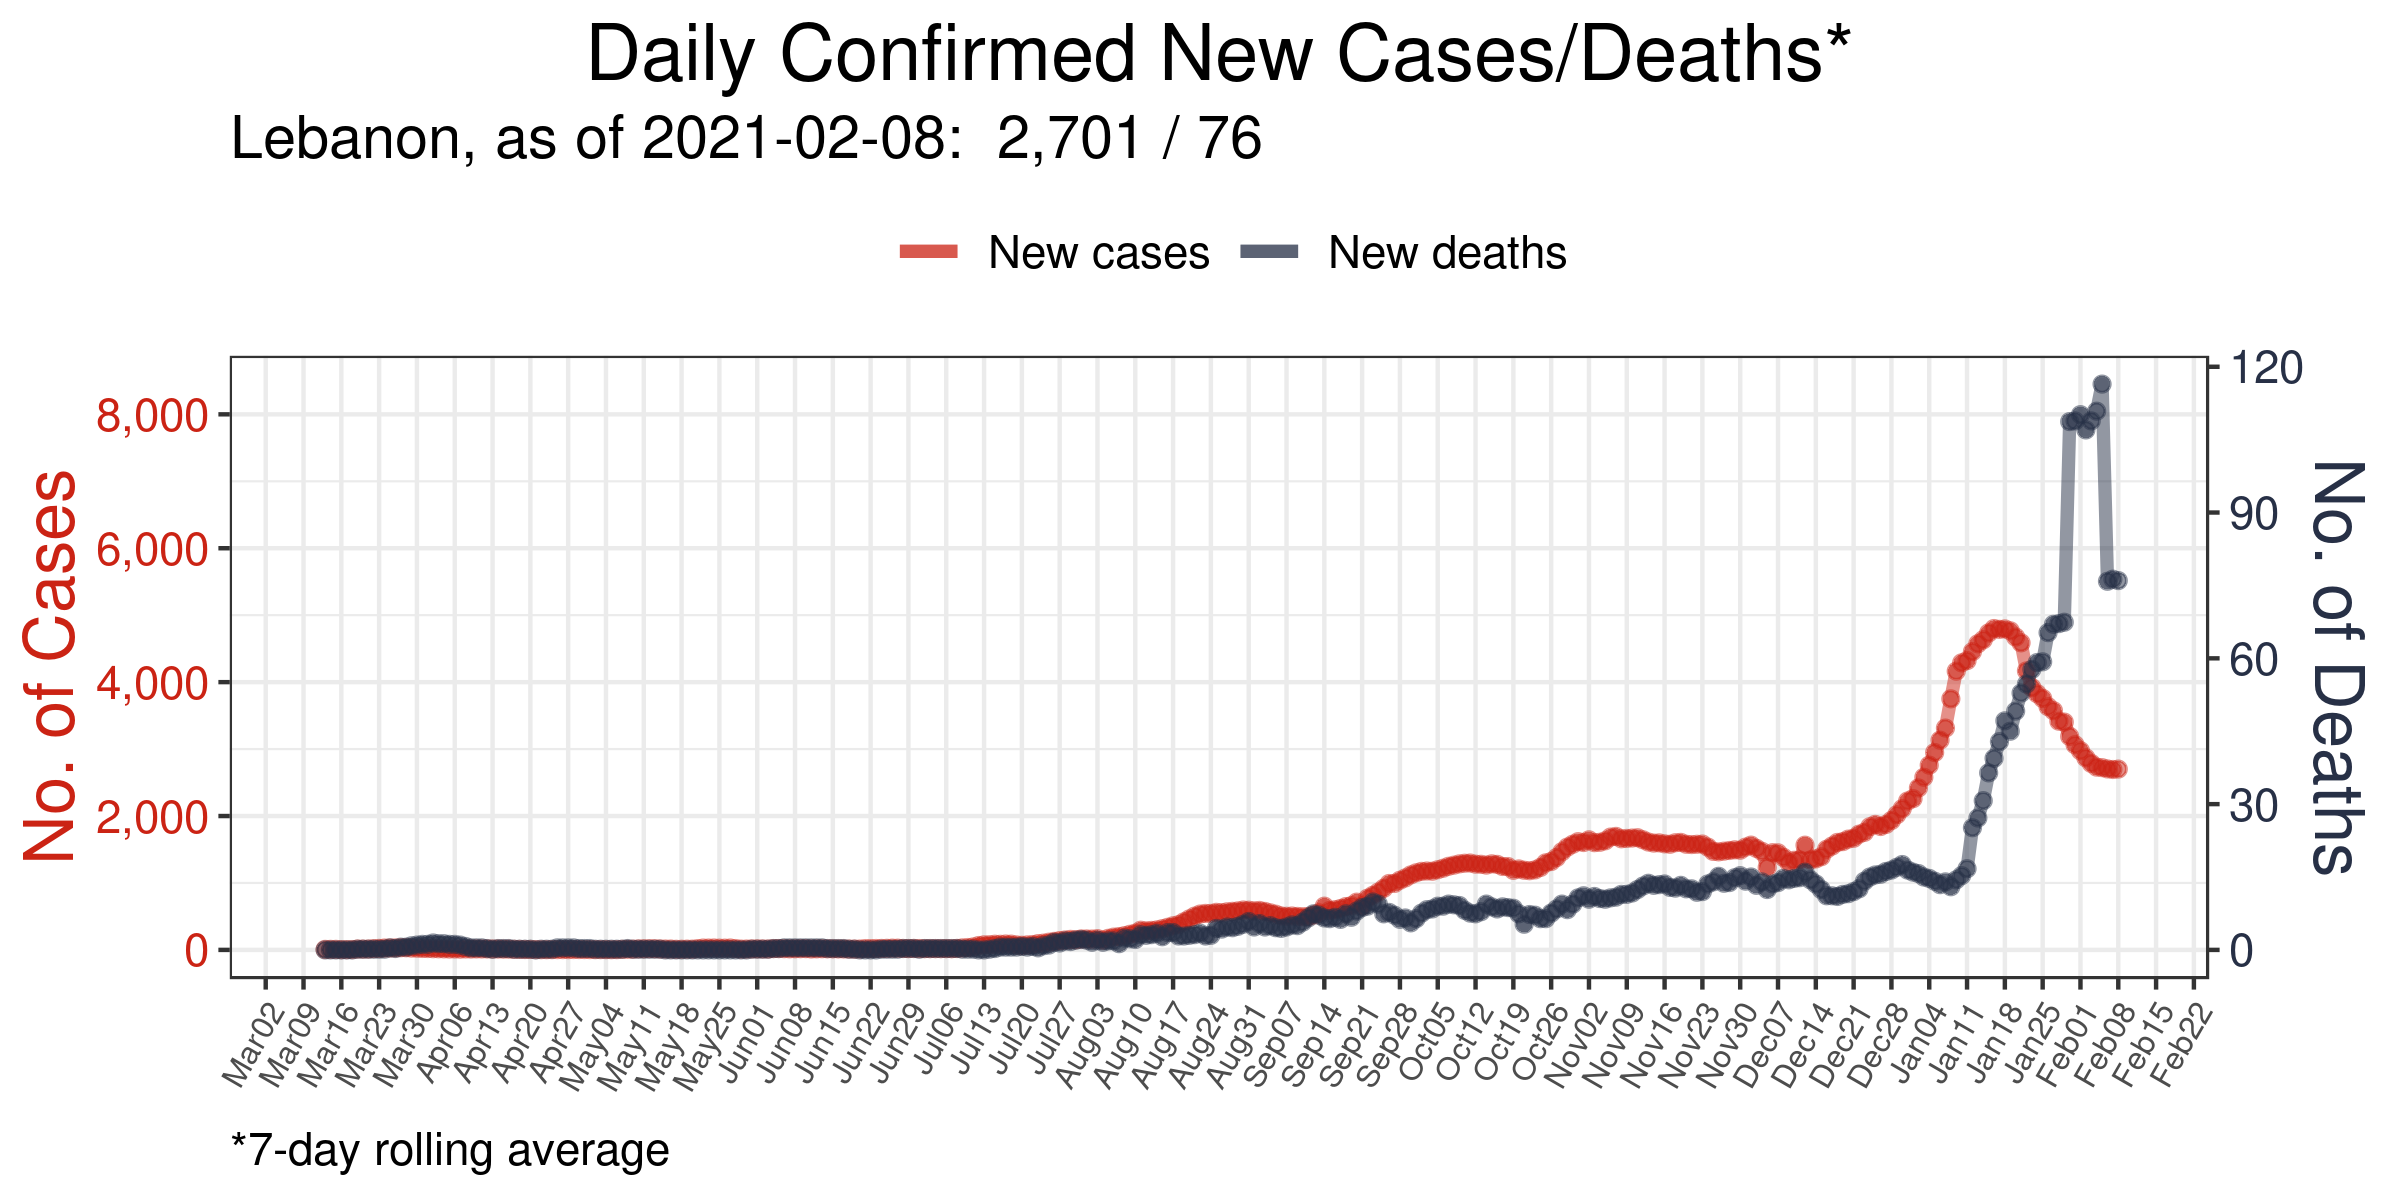 Daily Confirmed New Cases/Deaths*
Lebanon, as of 2021-02-08:  2,701 / 76
New cases
New deaths
No. of Cases
8,000
6,000
4,000
2,000
0
120
90
60
30
0
No. of Deaths
Mar02
Mar09
Mar16
Mar23
Mar30
Apr06
Apr13
Apr20
Apr27
May04
May11
May18
May25
Jun01
Jun08
Jun15
Jun22
Jun29
Jul06
Jul13
Jul20
Jul27
Aug03
Aug10
Aug17
Aug24
Aug31
Sep07
Sep14
Sep21
Sep28
Oct05
Oct12
Oct19
Oct26
Nov02
Nov09
Nov16
Nov23
Nov30
Dec07
Dec14
Dec21
Dec28
Jan04
Jan11
Jan18
Jan25
Feb01
Feb08
Feb15
Feb22
*7-day rolling average